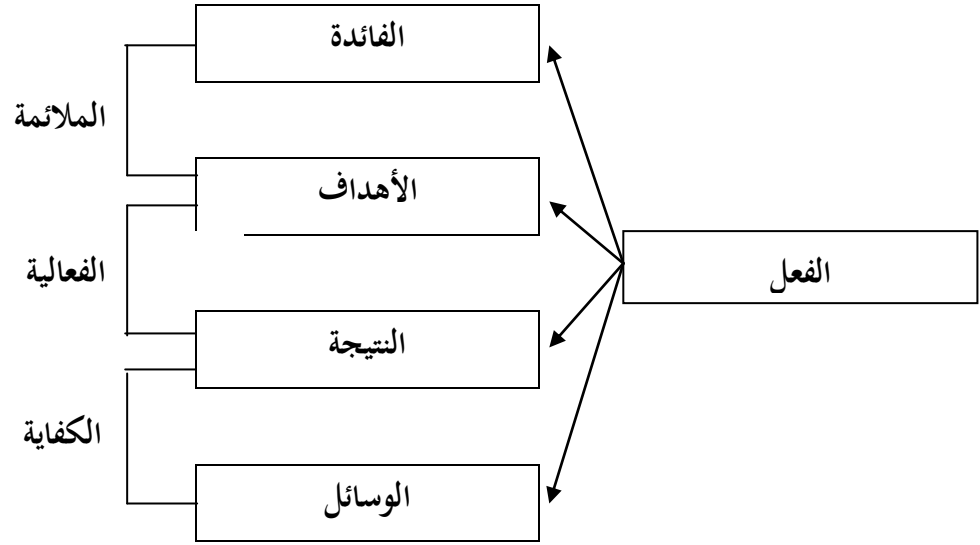 الفائدة
الملائمة
الأهداف
الفعل
الفعالية
النتيجة
الكفاية
الوسائل